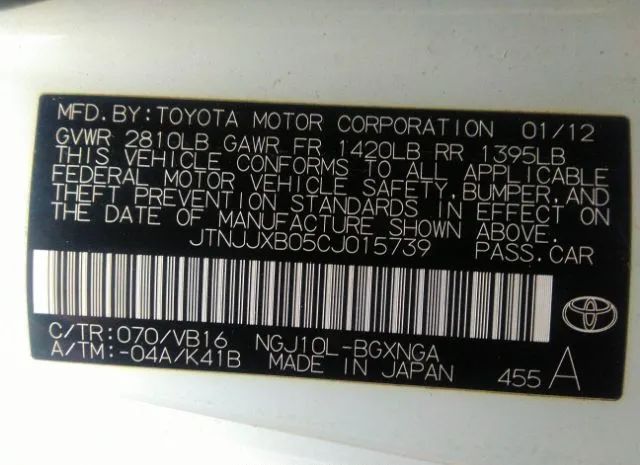 MFD.BY:TOYOTA MOTOR CORPORATION 01/12
GVWR 2810LB GAWR FR 1420LB RR 1395LB
THIS VEHICLE CONFORMS TO ALL APPLICABLE
FEDERAL MOTOR VEHICLE SAFETY,BUMPER,AND
THEFT PREVENTION STANDARDS IN EFFECT ON
THE DATE OF MANUFACTURE SHOWN ABOVE.
JTNJJXB05CJ015739 PASS.CAR
C/TR:070/VB16 NGJ10L-BGXNGA
A/TM:-04A/K41B MADE IN JAPAN 455 A